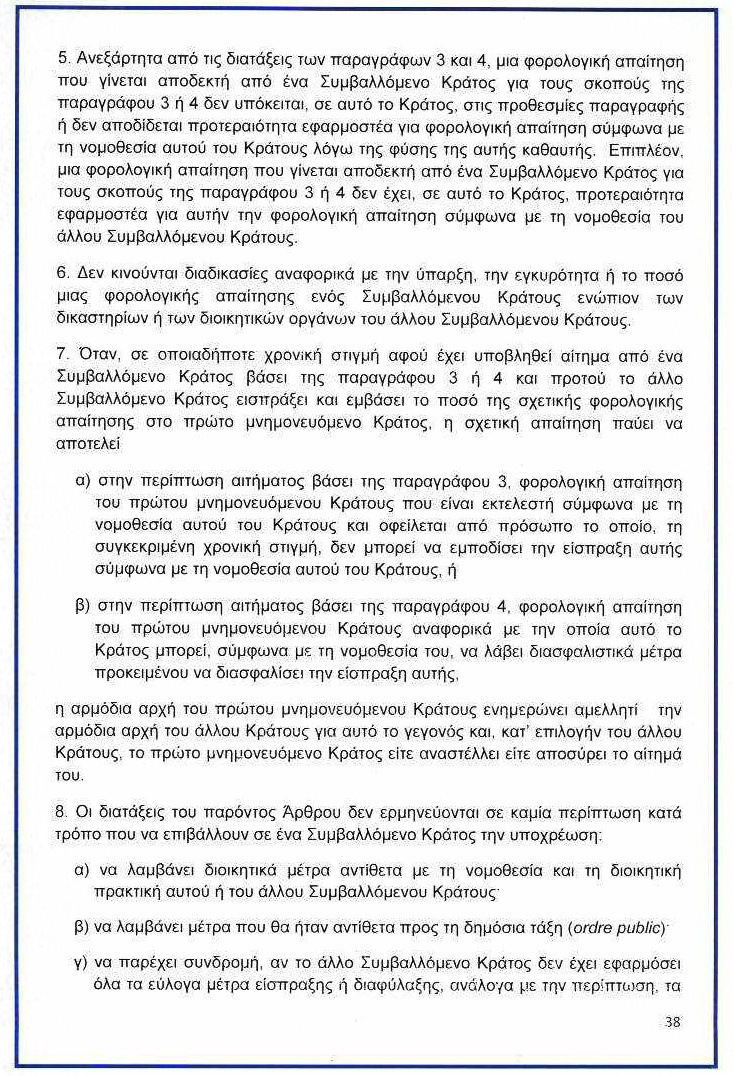 5. Ανεξάρτητα από τις διατάξεις των παραγράφων 3 και 4, μια φορολογική απαίτηση
που γίνεται αποδεκτή από ένα Συμβαλλόμενο Κράτος για τους σκοπούς της
παραγράφου 3 ή 4 δεν υπόκειται, σε αυτό το Κράτος, στις προθεσμίες παραγραφής
ή δεν αποδίδεται προτεραιότητα εφαρμοστέα για φορολογική απαίτηση σύμφωνα με
τη νομοθεσία αυτού του Κράτους λόγω της φύσης της αυτής καθαυτής. Επιπλέον,
μια φορολογική απαίτηση που γίνεται αποδεκτή από ένα Συμβαλλόμενο Κράτος για
τους σκοπούς της παραγράφου 3 ή 4 δεν έχει, σε αυτό το Κράτος, προτεραιότητα
εφαρμοστέα για αυτήν την φορολογική απαίτηση σύμφωνα με τη νομοθεσία του
άλλου Συμβαλλόμενου Κράτους.
6. Δεν κινούνται διαδικασίες αναφορικά με την ύπαρξη, την εγκυρότητα ή το ποσό
μιας φορολογικής απαίτησης ενός Συμβαλλόμενου Κράτους ενώπιον των
δικαστηρίων ή των διοικητικών οργάνων του άλλου Συμβαλλόμενου Κράτους.
7. Όταν, σε οποιαδήποτε χρονική στιγμή αφού έχει υποβληθεί αίτημα από ένα
Συμβαλλόμενο Κράτος βάσει της παραγράφου 3 ή 4 και προτού το άλλο
Συμβαλλόμενο Κράτος εισπράξει και εμβάσει το ποσό της σχετικής φορολογικής
απαίτησης στο πρώτο μνημονευόμενο Κράτος, η σχετική απαίτηση παύει να
αποτελεί
α) στην περίπτωση αιτήματος βάσει της παραγράφου 3, φορολογική απαίτηση
του πρώτου μνημονευόμενου Κράτους που είναι εκτελεστή σύμφωνα με τη
νομοθεσία αυτού του Κράτους και οφείλεται από πρόσωπο το οποίο, τη
συγκεκριμένη χρονική στιγμή, δεν μπορεί να εμποδίσει την είσπραξη αυτής
σύμφωνα με τη νομοθεσία αυτού του Κράτους, ή
β) στην περίπτωση αιτήματος βάσει της παραγράφου 4, φορολογική απαίτηση
του πρώτου μνημονευόμενου Κράτους αναφορικά με την οποία αυτό το
Κράτος μπορεί, σύμφωνα με τη νομοθεσία του, να λάβει διασφαλιστικά μέτρα
προκειμένου να διασφαλίσει την είσπραξη αυτής,
η αρμόδια αρχή του πρώτου μνημονευόμενου Κράτους ενημερώνει αμελλητί την
αρμόδια αρχή του άλλου Κράτους για αυτό το γεγονός και, κατ' επιλογήν του άλλου
Κράτους, το πρώτο μνημονευόμενο Κράτος είτε αναστέλλει είτε αποσύρει το αίτημά
του.
8. Οι διατάξεις του παρόντος Άρθρου δεν ερμηνεύονται σε καμία περίπτωση κατά
τρόπο που να επιβάλλουν σε ένα Συμβαλλόμενο Κράτος την υποχρέωση:
α) να λαμβάνει διοικητικά μέτρα αντίθετα με τη νομοθεσία και τη διοικητική
πρακτική αυτού ή του άλλου Συμβαλλόμενου Κράτους·
β) να λαμβάνει μέτρα που θα ήταν αντίθετα προς τη δημόσια τάξη (ordre public)·
γ) να παρέχει συνδρομή, αν το άλλο Συμβαλλόμενο Κράτος δεν έχει εφαρμόσει
όλα τα εύλογα μέτρα είσπραξης ή διαφύλαξης, ανάλογα με την περίπτωση, τα
38